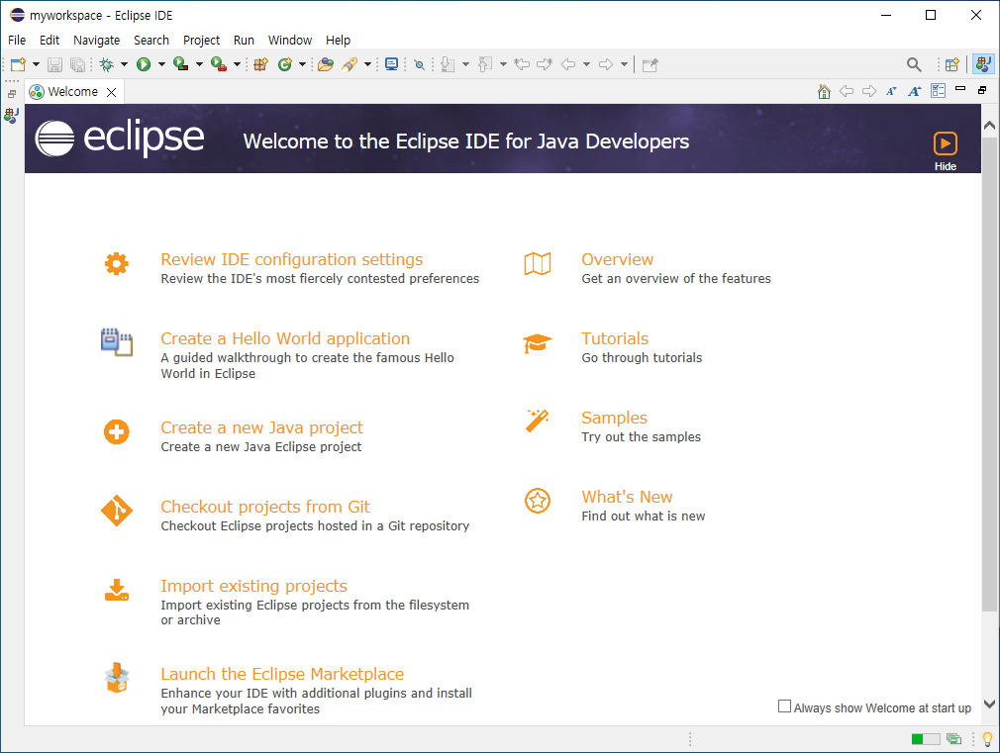 myworkspace - Eclipse IDE
File Edit Navigate Search Project Run Window Help
Welcome
eclipse
Welcome to the Eclipse IDE for Java Developers
Hide
Review IDE configuration settings
Review the IDE's most fiercely contested preferences
Create a Hello World application
A guided walkthrough to create the famous Hello
World in Eclipse
Create a new Java project
Create a new Java Eclipse project
Checkout projects from Git
Checkout Eclipse projects hosted in a Git repository
Import existing projects
Import existing Eclipse projects from the filesystem
or archive
Launch the Eclipse Marketplace
Enhance your IDE with additional plugins and install
your Marketplace favorites
Overview
Get an overview of the features
Tutorials
Go through tutorials
Samples
Try out the samples
What's New
Find out what is new
Always show Welcome at start up